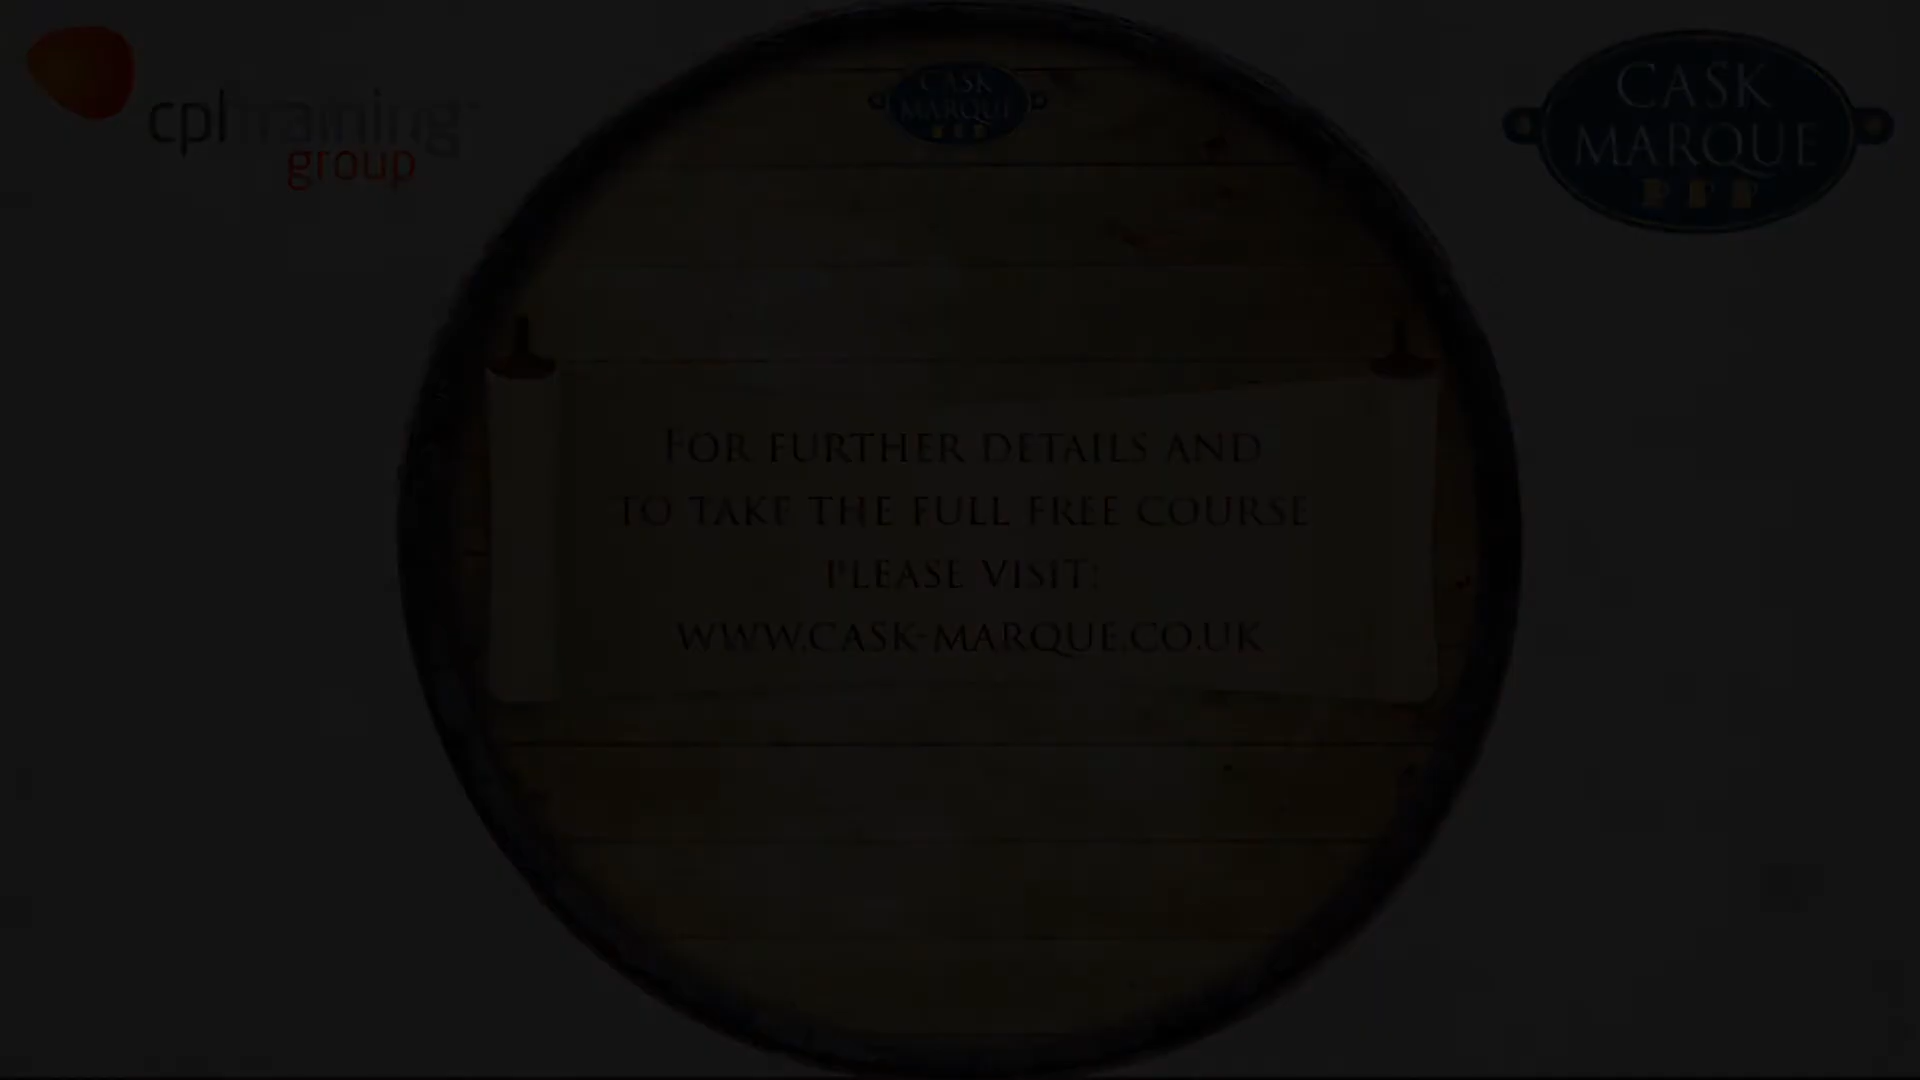 cpltraining
group
CASK
MARQUE
CASK
MARQUE
FOR FURTHER DETAILS AND
TO TAKE THE FULL FREE COURSE
PLEASE VISIT:
WWW.CASK-MARQUE.CO.UK